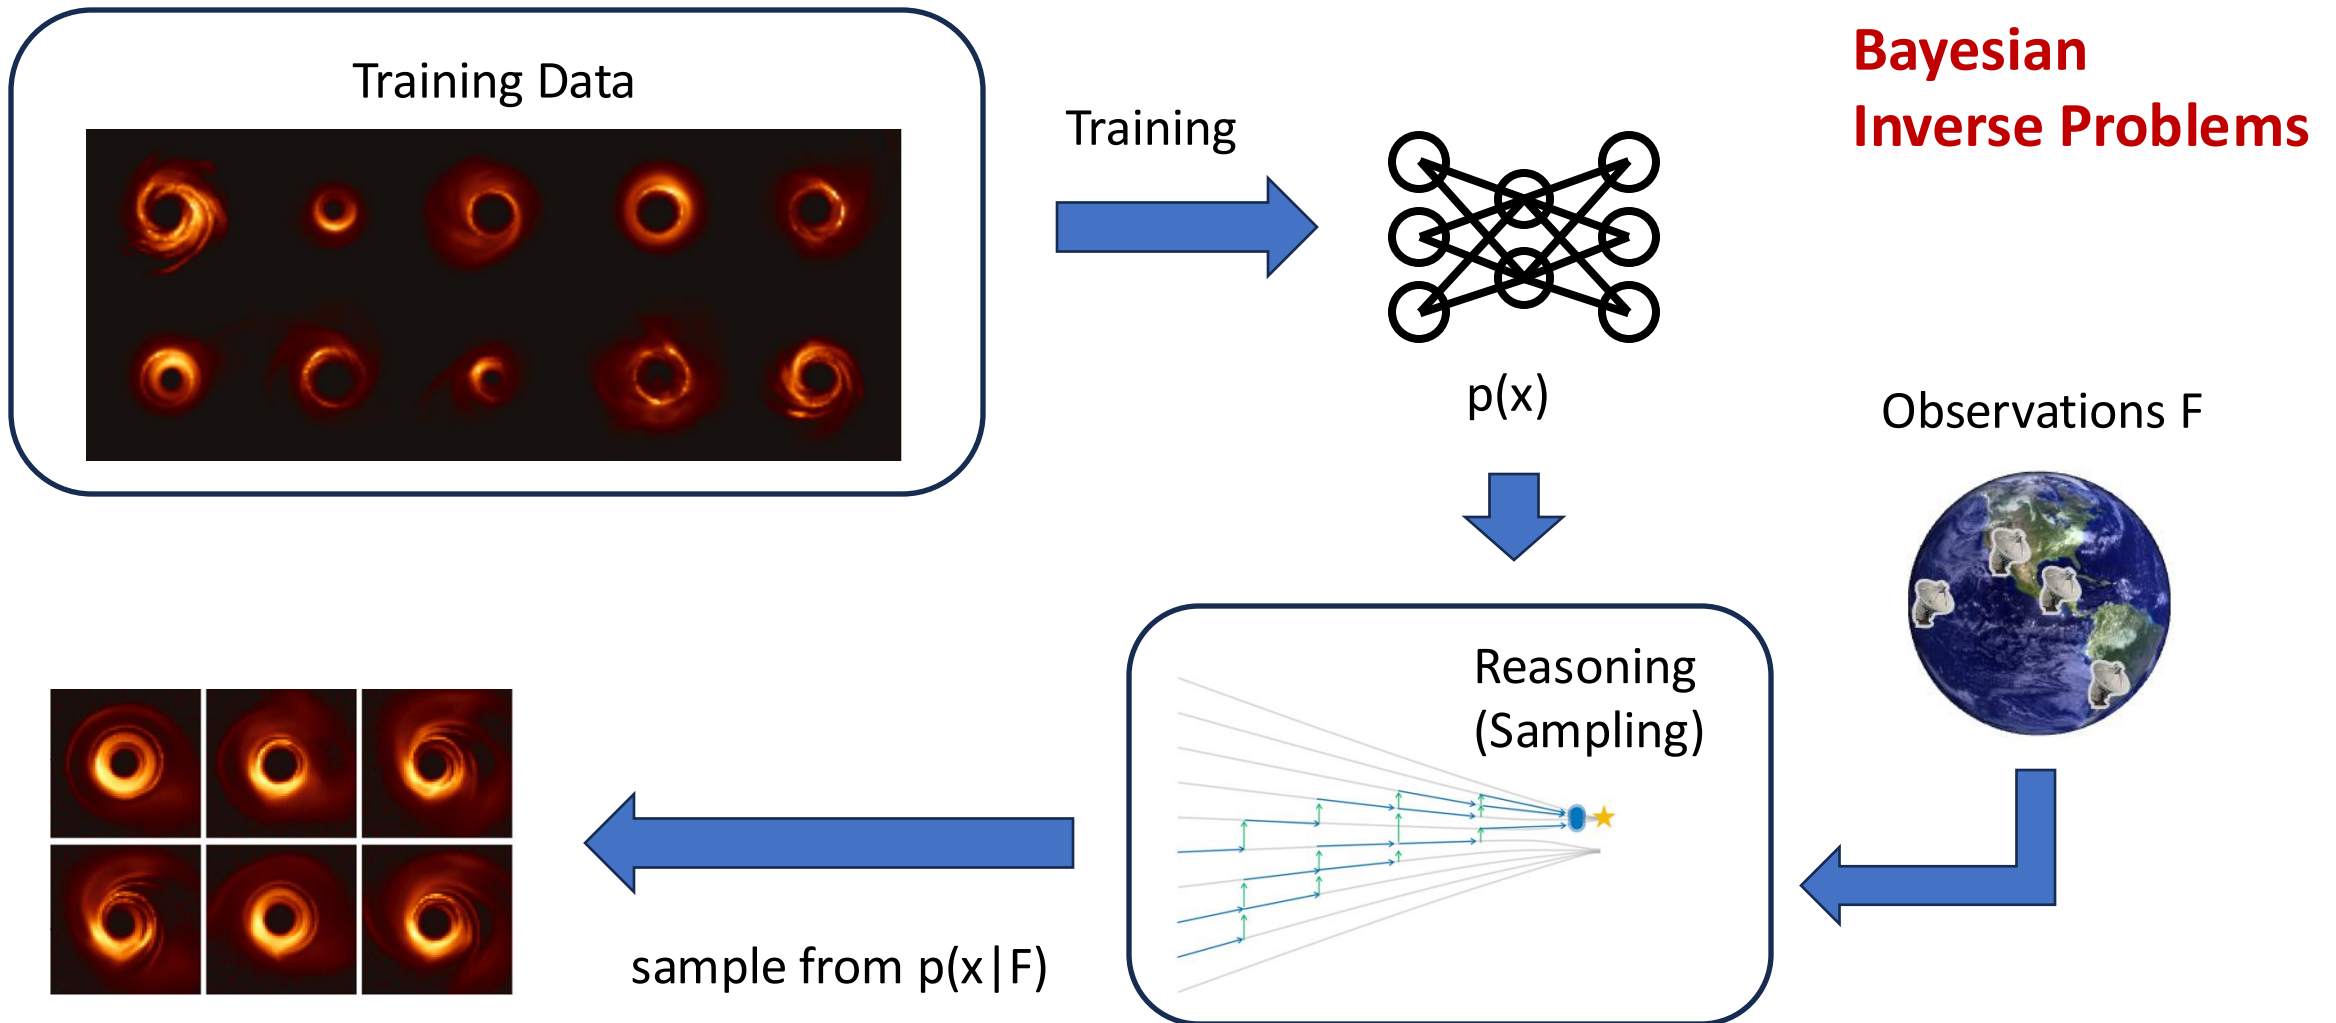 Training Data
Training
Bayesian
Inverse Problems
p(x)
Observations F
Reasoning
(Sampling)
sample from p(x|F)